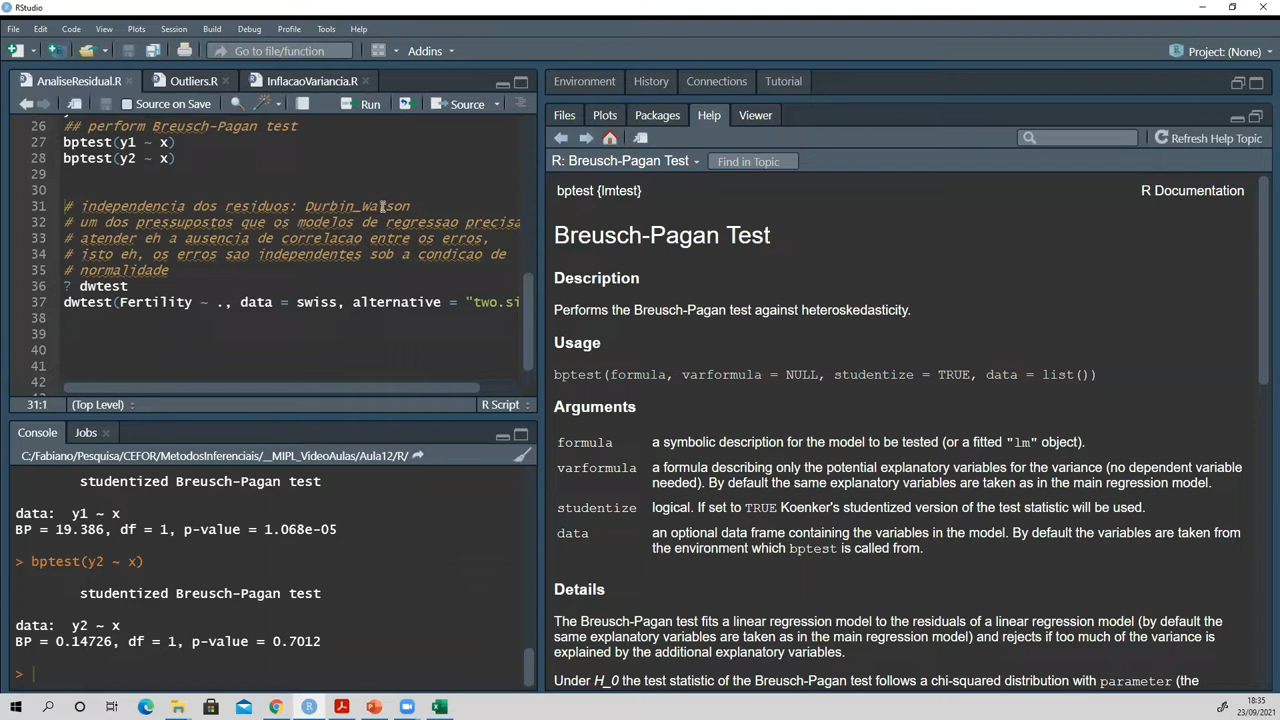 RStudio
File Edit Code View Plots Session Build Debug Profile Tools Help
Go to file/function Addins Project: (None)
AnaliseResidual.R Outliers.R InflacaoVariancia.R
Source on Save Run Source
26 ## perform Breusch-Pagan test
27 bptest(y1 ~ x)
28 bptest(y2 ~ x)
29
30
31 # independencia dos residuos: Durbin_Watson
32 # um dos pressupostos que os modelos de regressao precisa
33 # atender eh a ausencia de correlacao entre os erros,
34 # isto eh, os erros sao independentes sob a condicao de
35 # normalidade
36 ? dwtest
37 dwtest(Fertility ~ ., data = swiss, alternative = "two.si
38
39
40
41
42
31:1 (Top Level) R Script
Console Jobs
C:/Fabiano/Pesquisa/CEFOR/MetodosInferenciais/__MIPL_VideoAulas/Aula12/R/
studentized Breusch-Pagan test
data: y1 ~ x
BP = 19.386, df = 1, p-value = 1.068e-05
> bptest(y2 ~ x)
studentized Breusch-Pagan test
data: y2 ~ x
BP = 0.14726, df = 1, p-value = 0.7012
>
Environment History Connections Tutorial
Files Plots Packages Help Viewer
Refresh Help Topic
R: Breusch-Pagan Test Find in Topic
bptest {lmtest} R Documentation
Breusch-Pagan Test
Description
Performs the Breusch-Pagan test against heteroskedasticity.
Usage
bptest(formula, varformula = NULL, studentize = TRUE, data = list())
Arguments
formula a symbolic description for the model to be tested (or a fitted "lm" object).
varformula a formula describing only the potential explanatory variables for the variance (no dependent variable
needed). By default the same explanatory variables are taken as in the main regression model.
studentize logical. If set to TRUE Koenker's studentized version of the test statistic will be used.
data an optional data frame containing the variables in the model. By default the variables are taken from
the environment which bptest is called from.
Details
The Breusch-Pagan test fits a linear regression model to the residuals of a linear regression model (by default the
same explanatory variables are taken as in the main regression model) and rejects if too much of the variance is
explained by the additional explanatory variables.
Under H_0 the test statistic of the Breusch-Pagan test follows a chi-squared distribution with parameter (the
18:35
23/09/2021